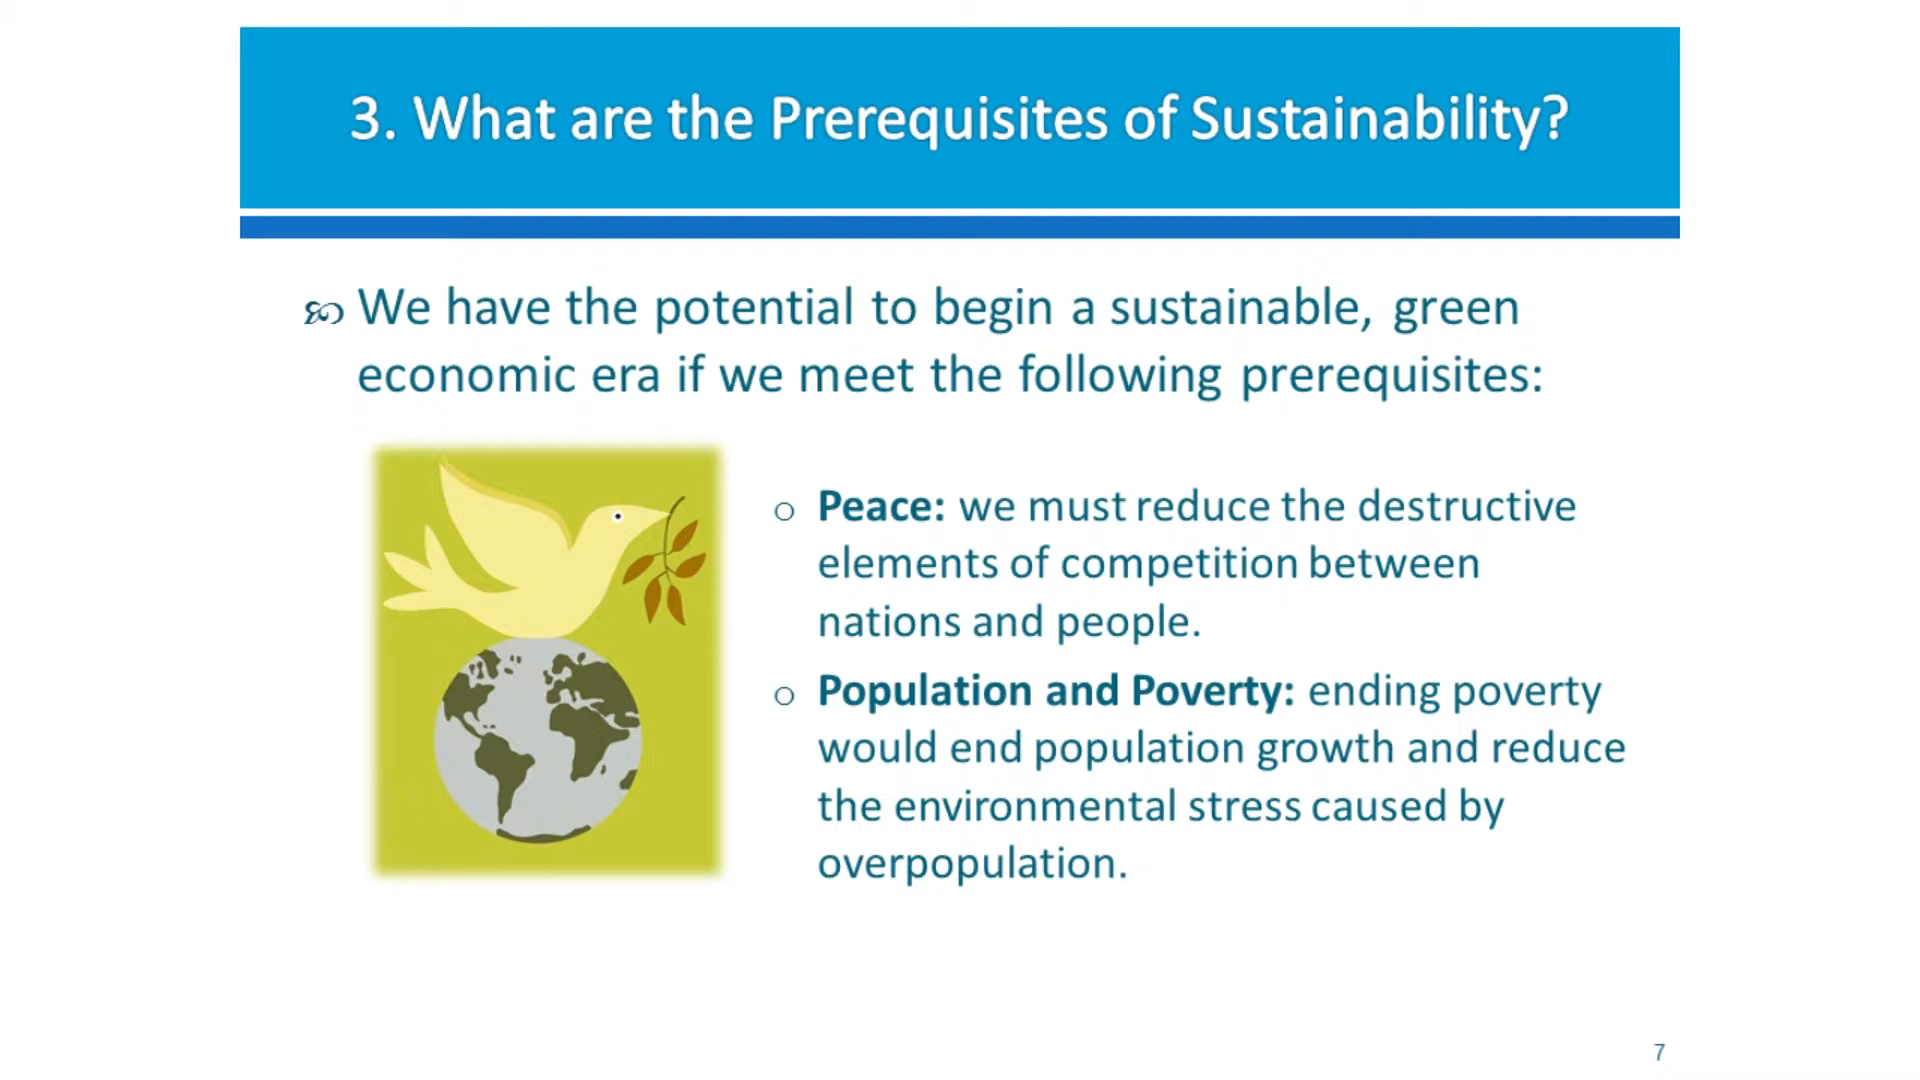 3. What are the Prerequisites of Sustainability?
We have the potential to begin a sustainable, green
economic era if we meet the following prerequisites:
o Peace: we must reduce the destructive
elements of competition between
nations and people.
o Population and Poverty: ending poverty
would end population growth and reduce
the environmental stress caused by
overpopulation.
7